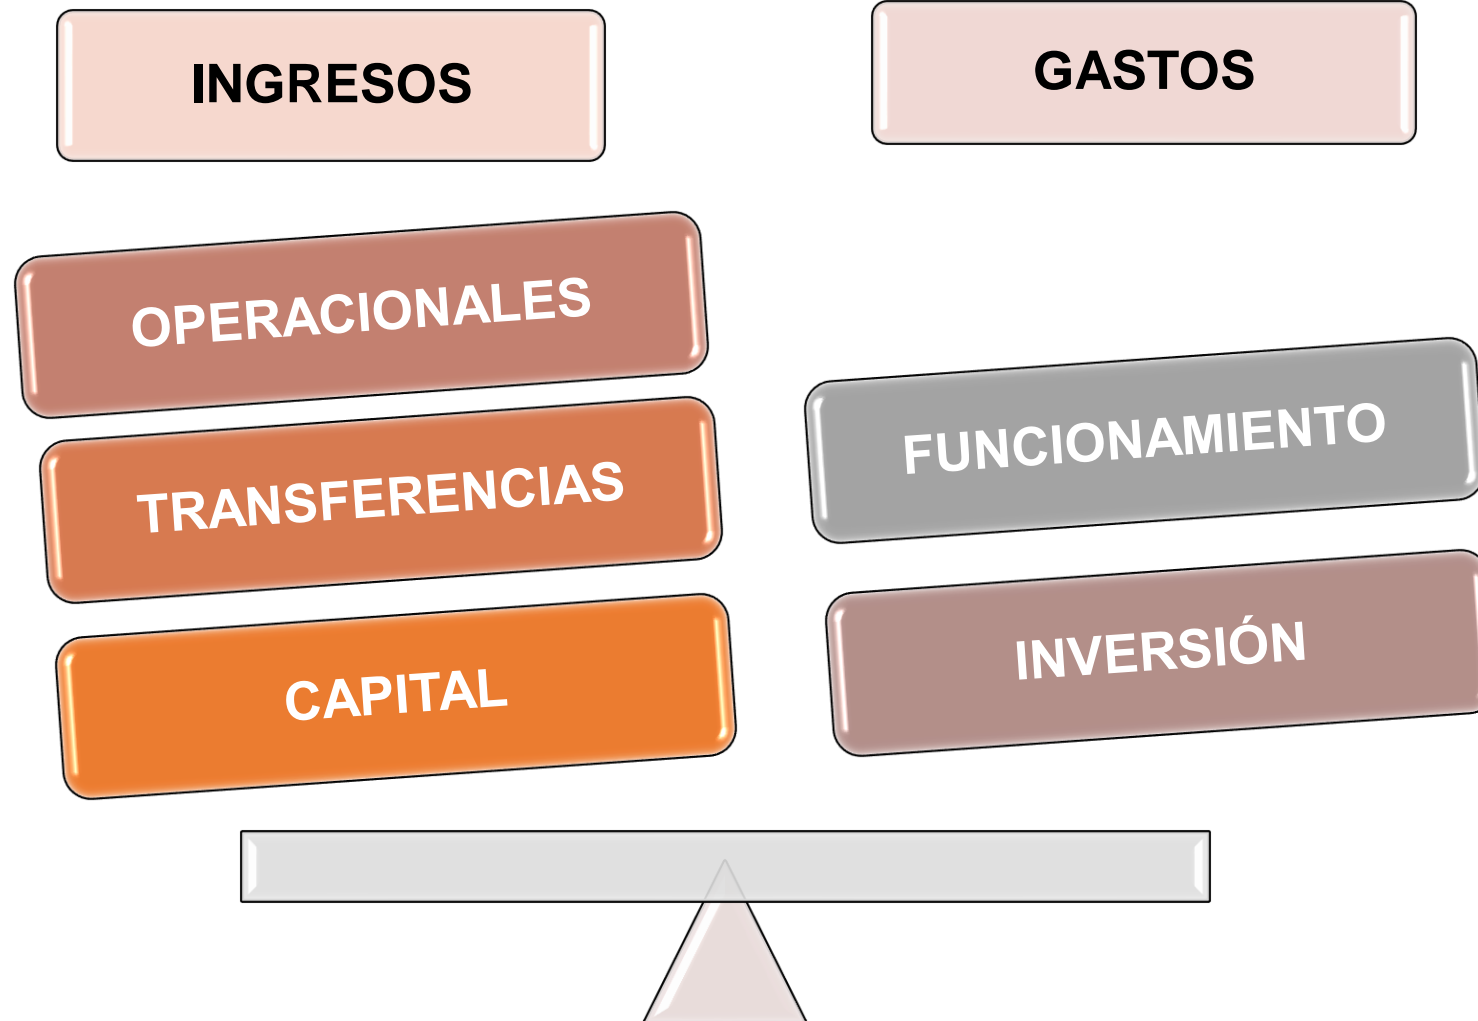 INGRESOS
GASTOS
OPERACIONALES
TRANSFERENCIAS
CAPITAL
FUNCIONAMIENTO
INVERSIÓN